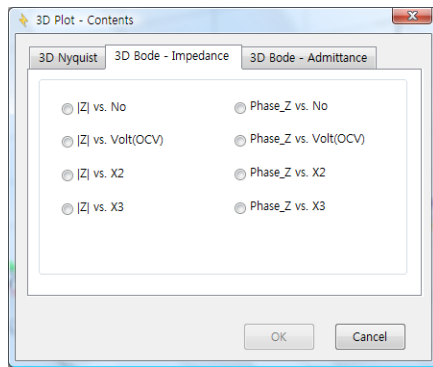 3D Plot - Contents
3D Nyquist 3D Bode - Impedance 3D Bode - Admittance
|Z| vs. No Phase_Z vs. No
|Z| vs. Volt(OCV) Phase_Z vs. Volt(OCV)
|Z| vs. X2 Phase_Z vs. X2
|Z| vs. X3 Phase_Z vs. X3
OK Cancel